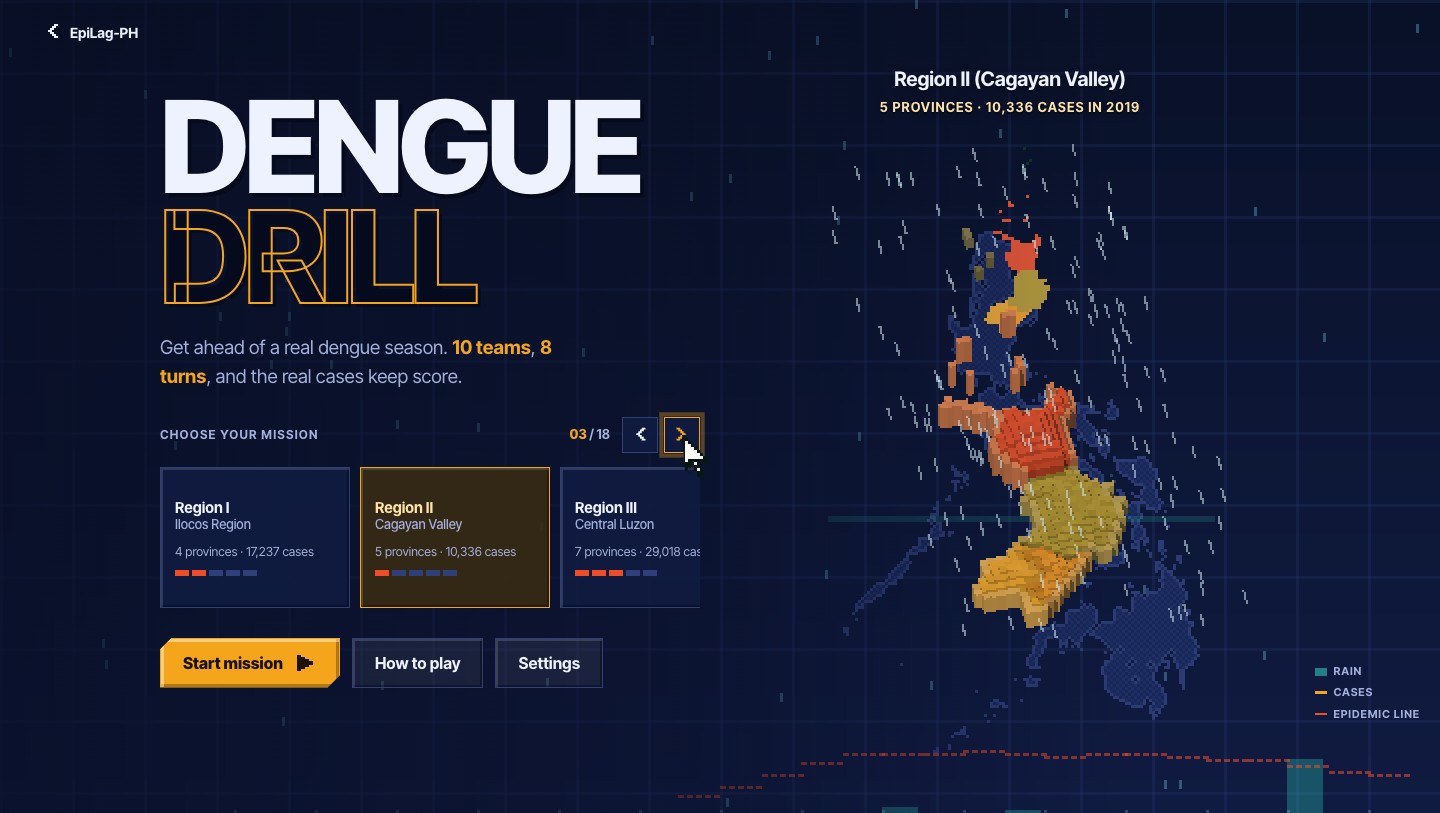 EpiLag-PH
DENGUE
DRILL
Get ahead of a real dengue season. 10 teams, 8
turns, and the real cases keep score.
CHOOSE YOUR MISSION
03 / 18
Region I
Ilocos Region
4 provinces · 17,237 cases
Region II
Cagayan Valley
5 provinces · 10,336 cases
Region III
Central Luzon
7 provinces · 29,018 cas
Start mission
How to play
Settings
Region II (Cagayan Valley)
5 PROVINCES · 10,336 CASES IN 2019
RAIN
CASES
EPIDEMIC LINE